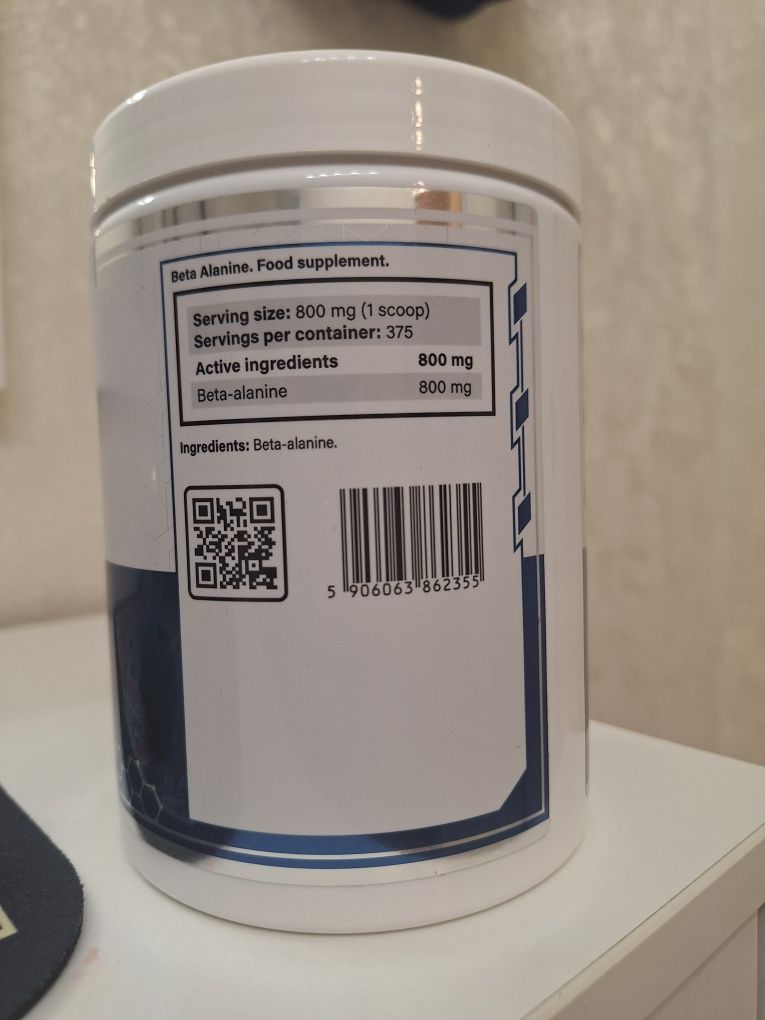 Beta Alanine. Food supplement.
Serving size: 800 mg (1 scoop)
Servings per container: 375
Active ingredients 800 mg
Beta-alanine 800 mg
Ingredients: Beta-alanine.
5 906063 862355